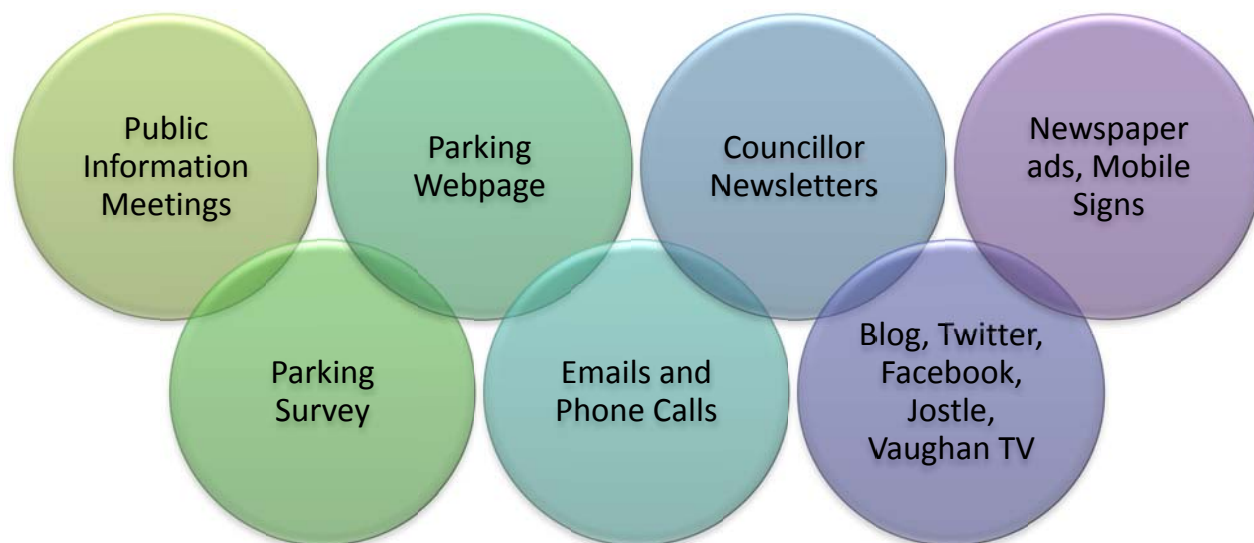 Public
Information
Meetings
Parking
Webpage
Councillor
Newsletters
Newspaper
ads, Mobile
Signs
Parking
Survey
Emails and
Phone Calls
Blog, Twitter,
Facebook,
Jostle,
Vaughan TV